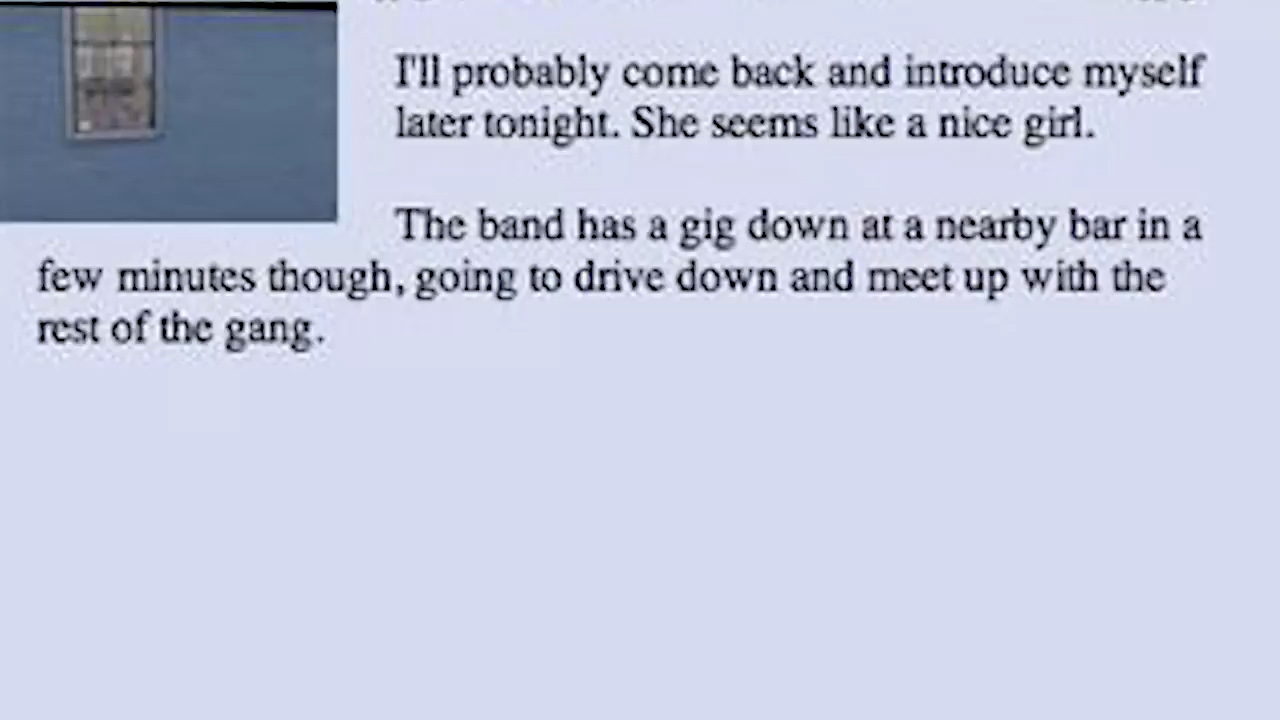 I'll probably come back and introduce myself
later tonight. She seems like a nice girl.
The band has a gig down at a nearby bar in a
few minutes though, going to drive down and meet up with the
rest of the gang.